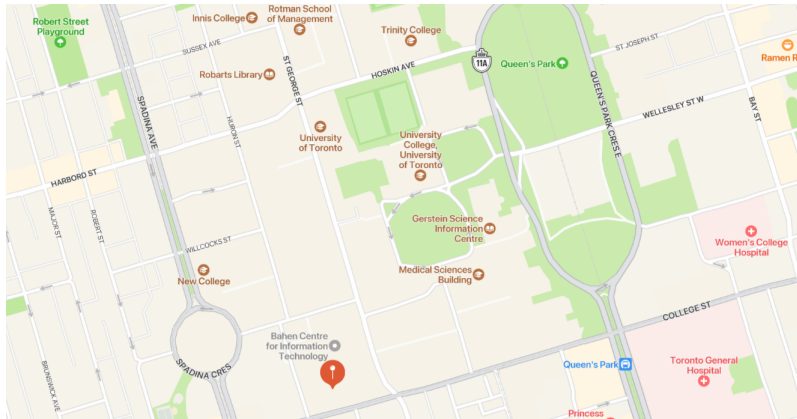 Robert Street
Playground
Innis College
Rotman School
of Management
Trinity College
SUSSEX AVE
ST GEORGE ST
HOSKIN AVE
11A
Queen's Park
ST JOSEPH ST
Ramen R
Robarts Library
SPADINA AVE
HURON ST
QUEEN'S PARK CRES E
WELLESLEY ST W
BAY ST
University
of Toronto
University
College,
University
of Toronto
HARBORD ST
MAJOR ST
ROBERT ST
WILLCOCKS ST
Gerstein Science
Information
Centre
Women's College
Hospital
New College
Medical Sciences
Building
COLLEGE ST
Bahen Centre
for Information
Technology
SPADINA CRES
BRUNSWICK AVE
Queen's Park
Toronto General
Hospital
Princess